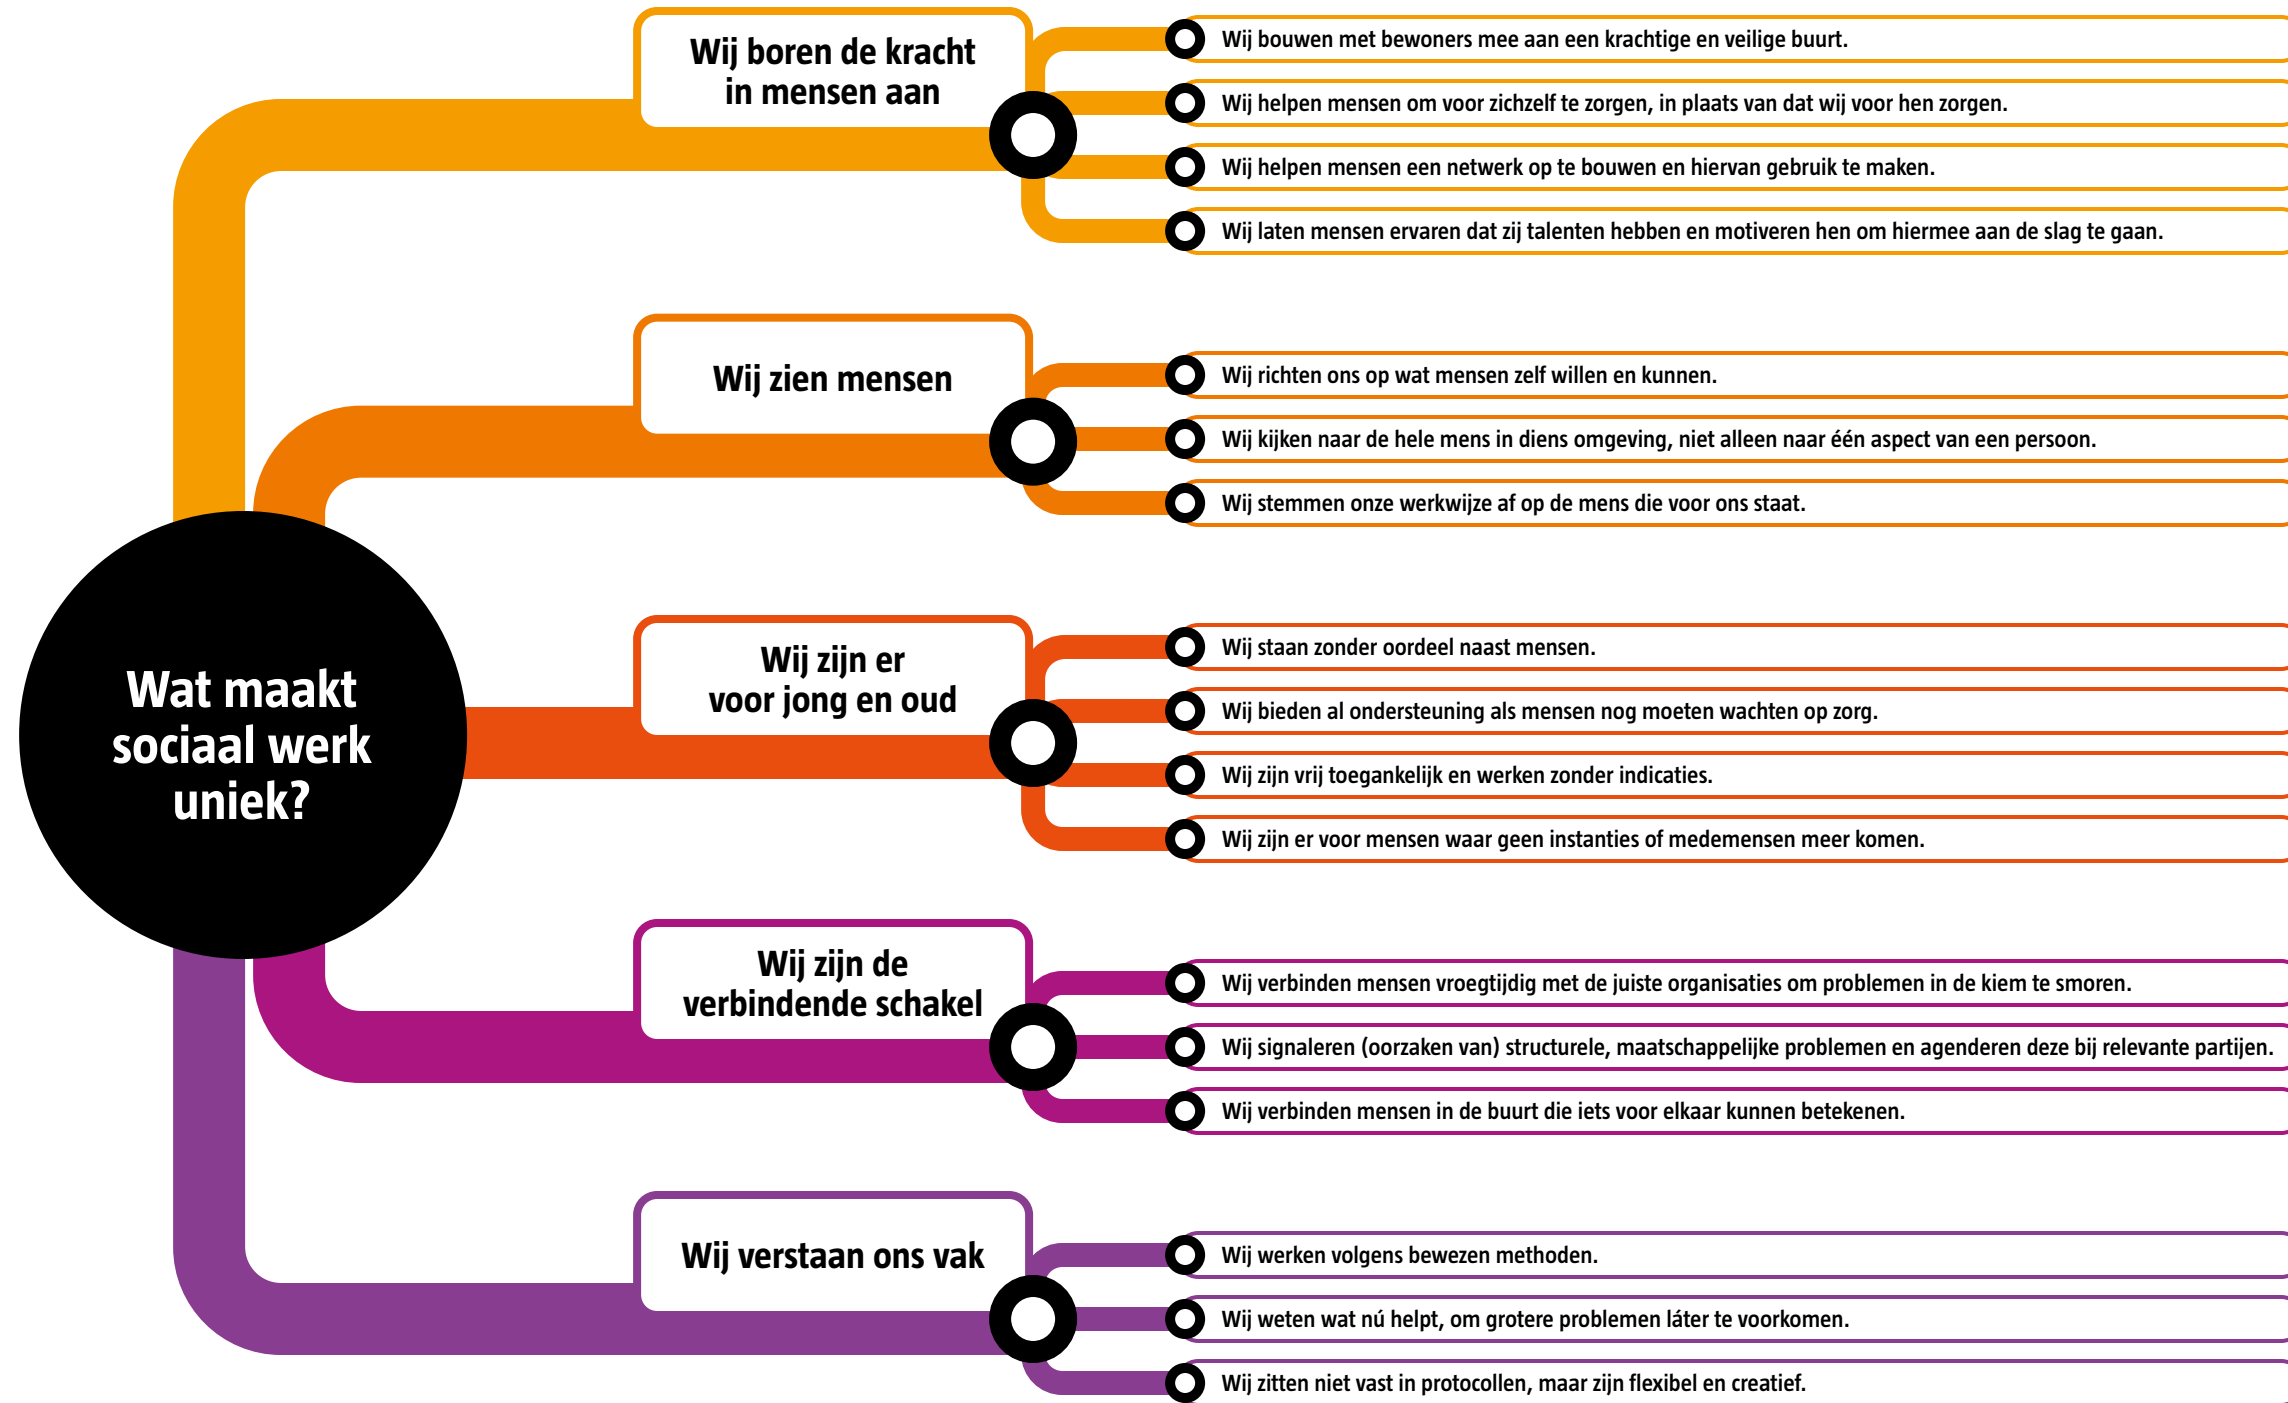 Wat maakt
sociaal werk
uniek?
Wij boren de kracht
in mensen aan
Wij bouwen met bewoners mee aan een krachtige en veilige buurt.
Wij helpen mensen om voor zichzelf te zorgen, in plaats van dat wij voor hen zorgen.
Wij helpen mensen een netwerk op te bouwen en hiervan gebruik te maken.
Wij laten mensen ervaren dat zij talenten hebben en motiveren hen om hiermee aan de slag te gaan.
Wij zien mensen
Wij richten ons op wat mensen zelf willen en kunnen.
Wij kijken naar de hele mens in diens omgeving, niet alleen naar één aspect van een persoon.
Wij stemmen onze werkwijze af op de mens die voor ons staat.
Wij zijn er
voor jong en oud
Wij staan zonder oordeel naast mensen.
Wij bieden al ondersteuning als mensen nog moeten wachten op zorg.
Wij zijn vrij toegankelijk en werken zonder indicaties.
Wij zijn er voor mensen waar geen instanties of medemensen meer komen.
Wij zijn de
verbindende schakel
Wij verbinden mensen vroegtijdig met de juiste organisaties om problemen in de kiem te smoren.
Wij signaleren (oorzaken van) structurele, maatschappelijke problemen en agenderen deze bij relevante partijen.
Wij verbinden mensen in de buurt die iets voor elkaar kunnen betekenen.
Wij verstaan ons vak
Wij werken volgens bewezen methoden.
Wij weten wat nú helpt, om grotere problemen láter te voorkomen.
Wij zitten niet vast in protocollen, maar zijn flexibel en creatief.